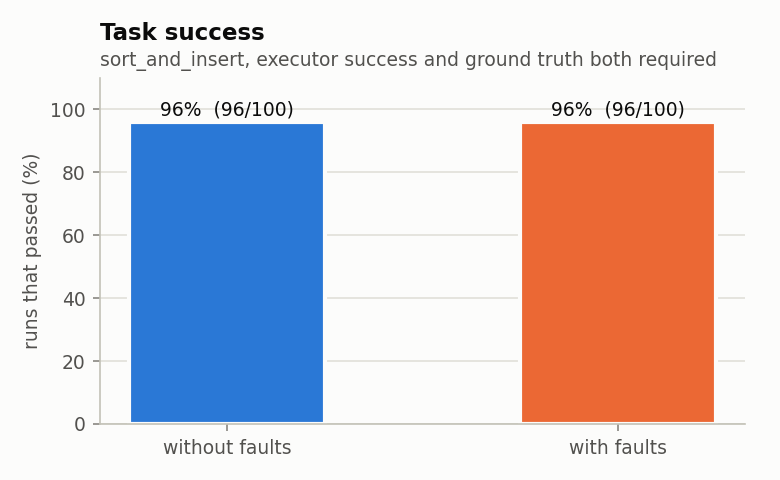 Task success
sort_and_insert, executor success and ground truth both required
96%  (96/100)
96%  (96/100)
100
80
60
40
20
0
runs that passed (%)
without faults
with faults